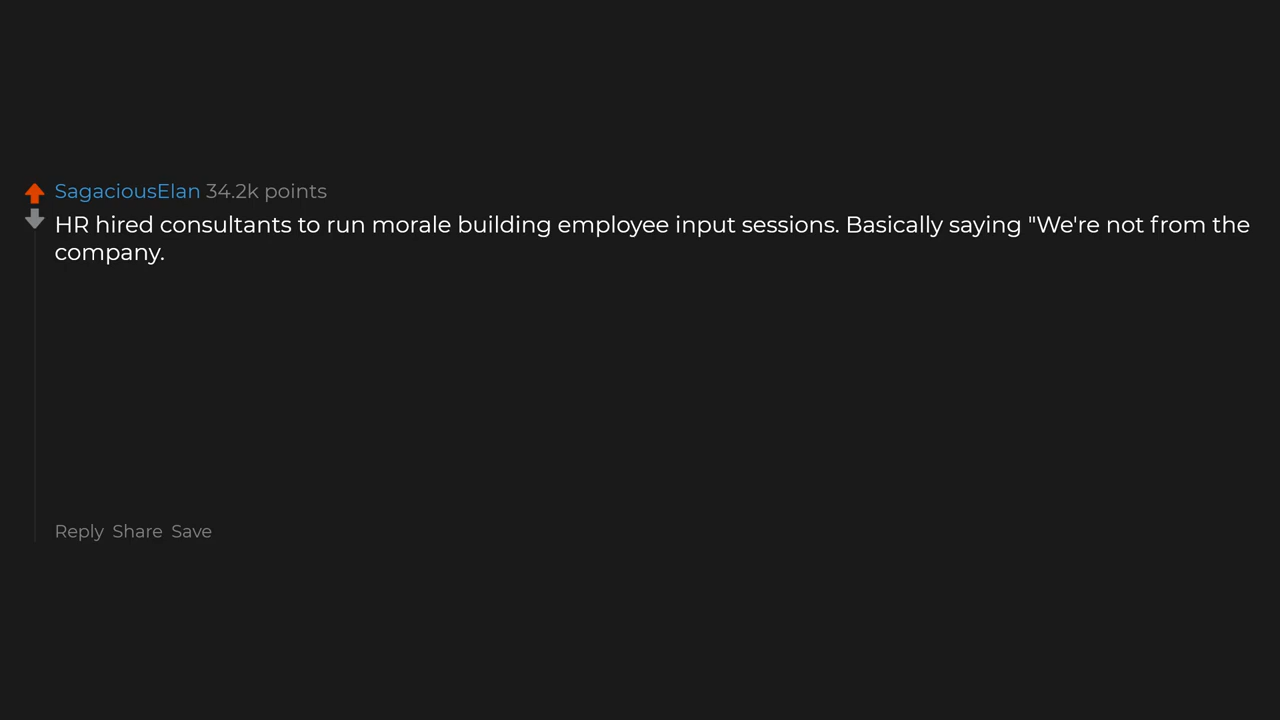 SagaciousElan 34.2k points
HR hired consultants to run morale building employee input sessions. Basically saying "We're not from the
company.
Reply Share Save